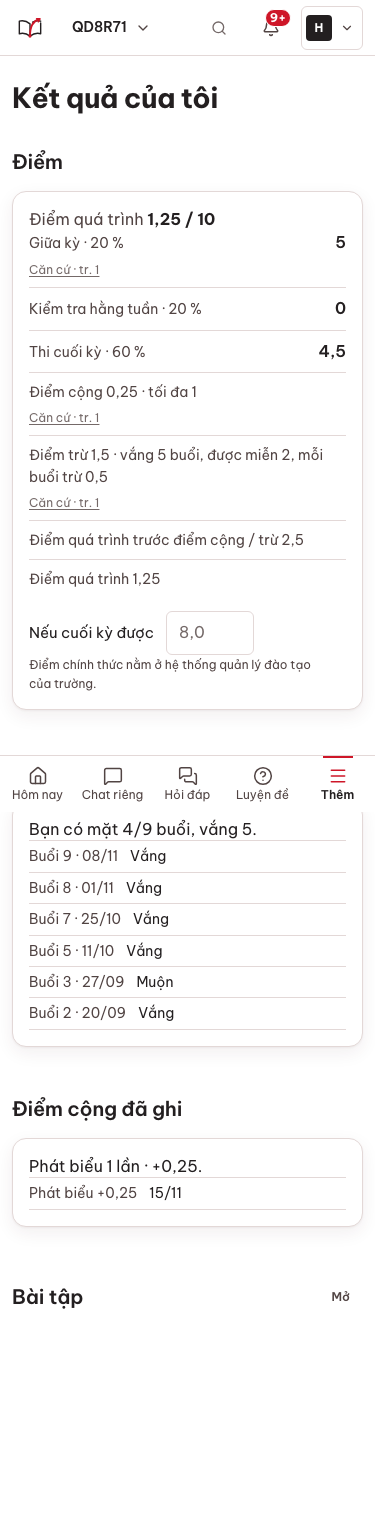 QD8R71
9+
H
Kết quả của tôi
Điểm
Điểm quá trình 1,25 / 10
Giữa kỳ · 20 % 5
Căn cứ · tr. 1
Kiểm tra hằng tuần · 20 % 0
Thi cuối kỳ · 60 % 4,5
Điểm cộng 0,25 · tối đa 1
Căn cứ · tr. 1
Điểm trừ 1,5 · vắng 5 buổi, được miễn 2, mỗi
buổi trừ 0,5
Căn cứ · tr. 1
Điểm quá trình trước điểm cộng / trừ 2,5
Điểm quá trình 1,25
Nếu cuối kỳ được 8,0
Điểm chính thức nằm ở hệ thống quản lý đào tạo
của trường.
Hôm nay Chat riêng Hỏi đáp Luyện đề Thêm
Bạn có mặt 4/9 buổi, vắng 5.
Buổi 9 · 08/11 Vắng
Buổi 8 · 01/11 Vắng
Buổi 7 · 25/10 Vắng
Buổi 5 · 11/10 Vắng
Buổi 3 · 27/09 Muộn
Buổi 2 · 20/09 Vắng
Điểm cộng đã ghi
Phát biểu 1 lần · +0,25.
Phát biểu +0,25 15/11
Bài tập Mở